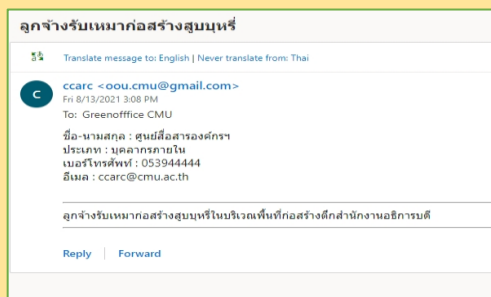 ลูกจ้างรับเหมาก่อสร้างสูบบุหรี่
Translate message to: English | Never translate from: Thai
C
ccarc <oou.cmu@gmail.com>
Fri 8/13/2021 3:08 PM
To: Greenofffice CMU
ชื่อ-นามสกุล : ศูนย์สื่อสารองค์กรฯ
ประเภท : บุคลากรภายใน
เบอร์โทรศัพท์ : 053944444
อีเมล : ccarc@cmu.ac.th
ลูกจ้างรับเหมาก่อสร้างสูบบุหรี่ในบริเวณพื้นที่ก่อสร้างตึกสำนักงานอธิการบดี
Reply | Forward